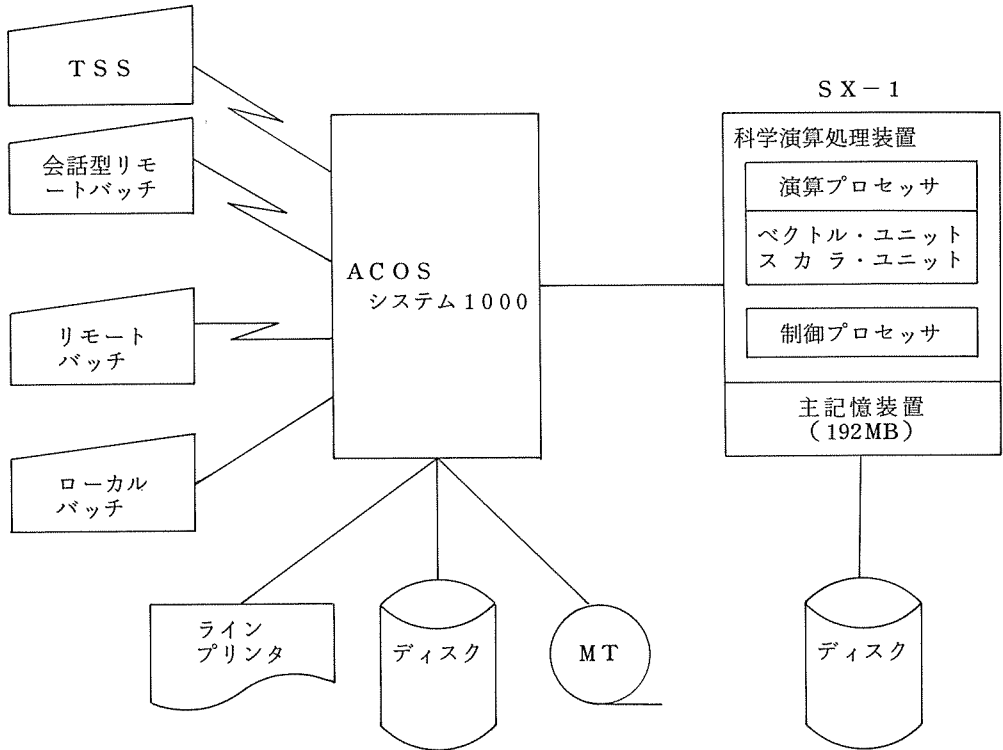 TSS
会話型リモ
ートバッチ
リモート
バッチ
ローカル
バッチ
ACOS
システム1000
SX-1
科学演算処理装置
演算プロセッサ
ベクトル・ユニット
スカラ・ユニット
制御プロセッサ
主記憶装置
(192MB)
ライン
プリンタ
ディスク
MT
ディスク